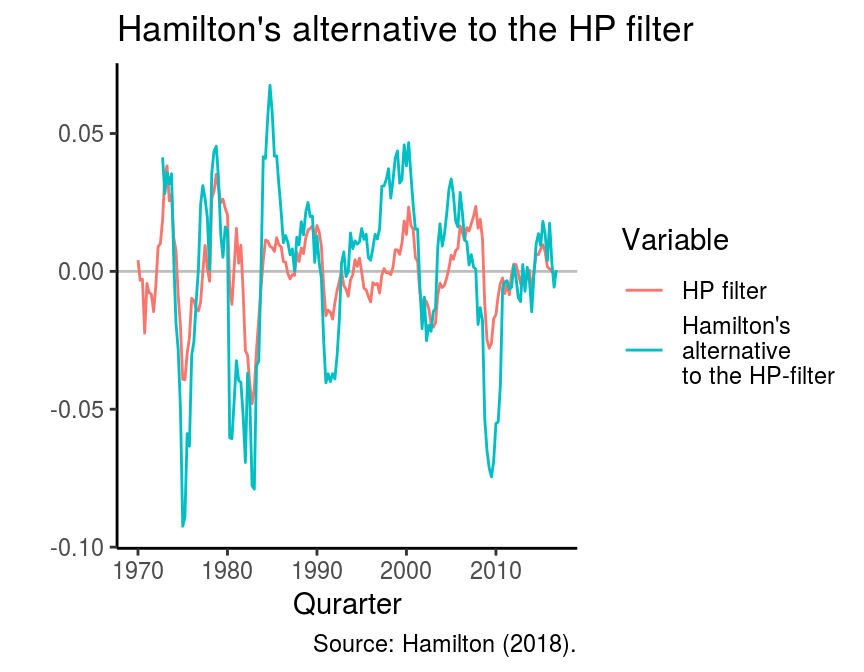 Hamilton's alternative to the HP filter
0.05
0.00
-0.05
-0.10
1970 1980 1990 2000 2010
Qurarter
Source: Hamilton (2018).
Variable
HP filter
Hamilton's
alternative
to the HP-filter